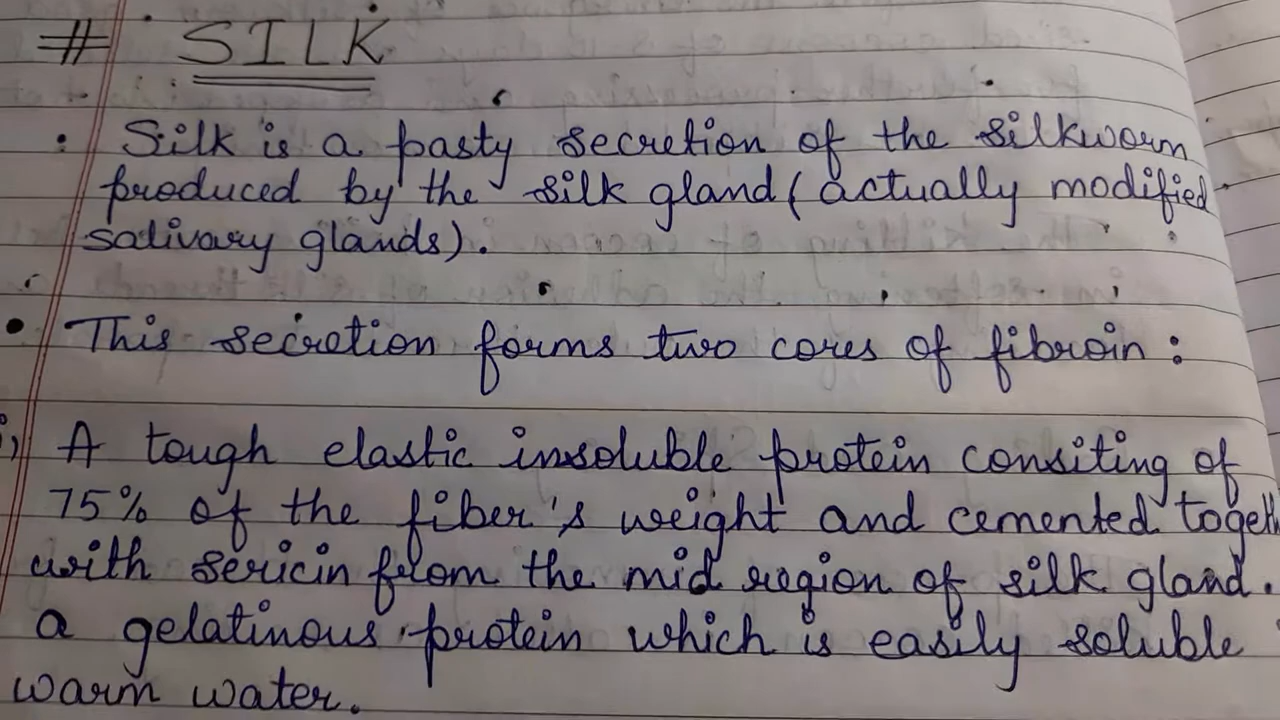 # SILK
• Silk is a pasty secretion of the silkworm
produced by the silk gland (actually modified
salivary glands).
• This secretion forms two cores of fibroin :
i, A tough elastic insoluble protein consiting of
75% of the fiber's weight and cemented togeth
with sericin from the mid region of silk gland.
a gelatinous protein which is easily soluble
warm water.